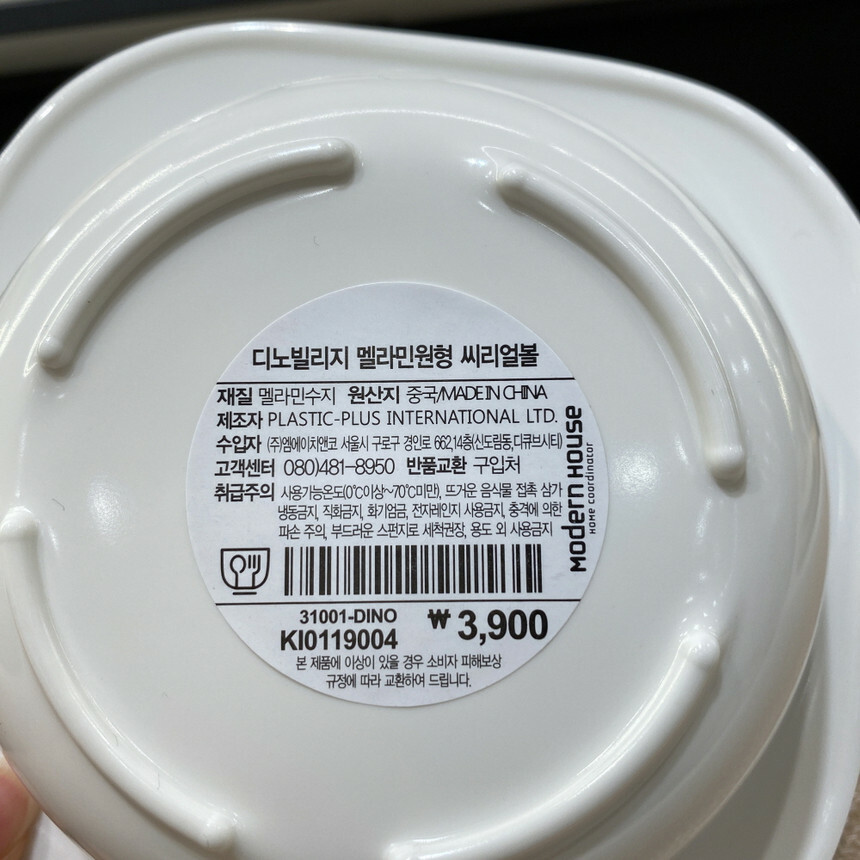 디노빌리지 멜라민원형 씨리얼볼
재질 멜라민수지 원산지 중국/MADE IN CHINA
제조자 PLASTIC-PLUS INTERNATIONAL LTD.
수입자 (주)엠에이치앤코 서울시 구로구 경인로 662,14층(신도림동,디큐브시티)
고객센터 080)481-8950 반품교환 구입처
취급주의 사용가능온도(0℃이상~70℃미만), 뜨거운 음식물 접촉 삼가
냉동금지, 직화금지, 화기엄금, 전자레인지 사용금지, 충격에 의한
파손 주의, 부드러운 스펀지로 세척권장, 용도 외 사용금지
MODERN HOUSE
HOME COORDINATOR
31001-DINO
KI0119004
₩ 3,900
본 제품에 이상이 있을 경우 소비자 피해보상
규정에 따라 교환하여 드립니다.